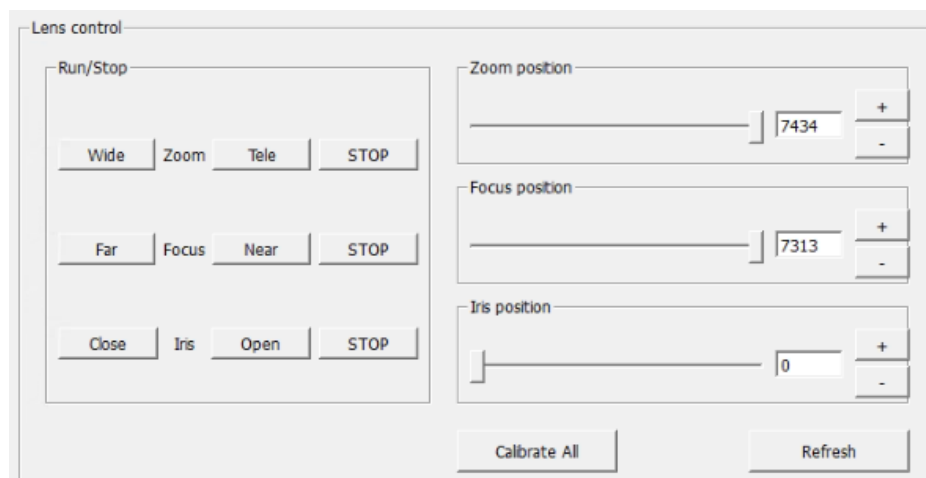 Lens control
Run/Stop
Wide Zoom Tele STOP
Far Focus Near STOP
Close Iris Open STOP
Zoom position
7434
+
-
Focus position
7313
+
-
Iris position
0
+
-
Calibrate All
Refresh